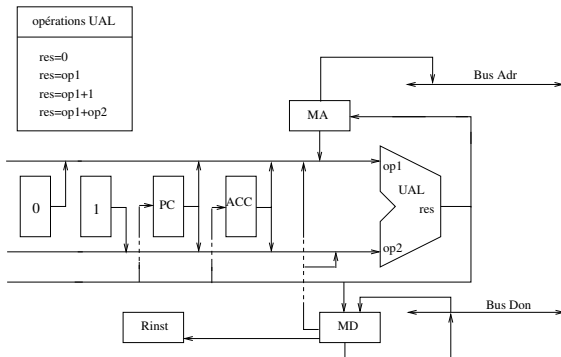 opérations UAL
res=0
res=op1
res=op1+1
res=op1+op2
Bus Adr
MA
op1
UAL
res
op2
0
1
PC
ACC
Rinst
MD
Bus Don